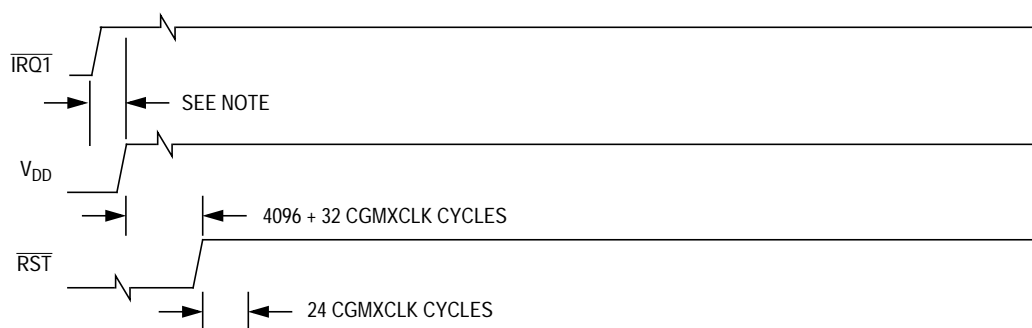 IRQ1
SEE NOTE
VDD
4096 + 32 CGMXCLK CYCLES
RST
24 CGMXCLK CYCLES